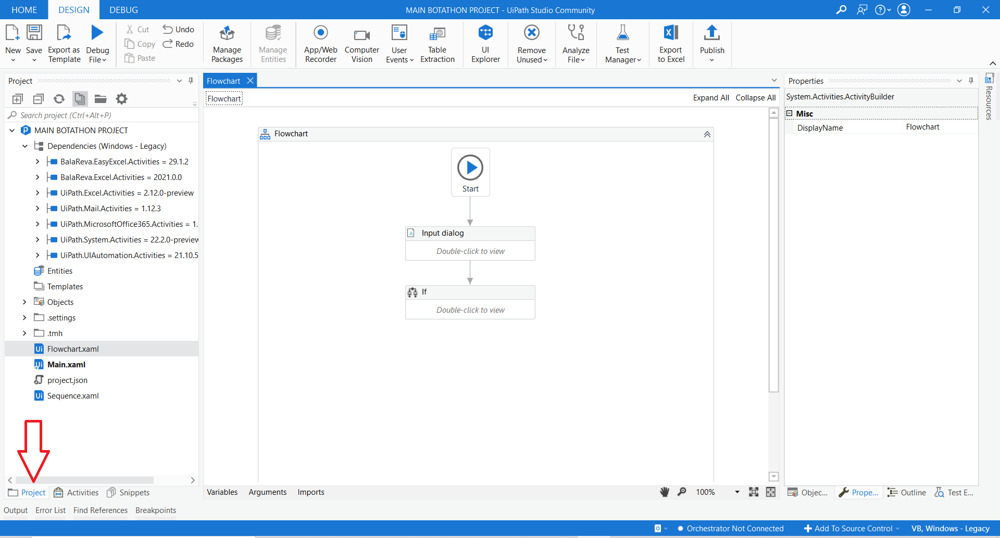 HOME DESIGN DEBUG MAIN BOTATHON PROJECT - UiPath Studio Community
New Save Export as Template Debug File
Cut Copy Paste Undo Redo
Manage Packages
Manage Entities
App/Web Recorder
Computer Vision
User Events
Table Extraction
UI Explorer
Remove Unused
Analyze File
Test Manager
Export to Excel
Publish
Project
Search project (Ctrl+Alt+P)
MAIN BOTATHON PROJECT
Dependencies (Windows - Legacy)
BalaReva.EasyExcel.Activities = 29.1.2
BalaReva.Excel.Activities = 2021.0.0
UiPath.Excel.Activities = 2.12.0-preview
UiPath.Mail.Activities = 1.12.3
UiPath.MicrosoftOffice365.Activities = 1.
UiPath.System.Activities = 22.2.0-preview
UiPath.UIAutomation.Activities = 21.10.5
Entities
Templates
Objects
.settings
.tmh
Flowchart.xaml
Main.xaml
project.json
Sequence.xaml
Project Activities Snippets
Flowchart
Flowchart Expand All Collapse All
Flowchart
Start
Input dialog
Double-click to view
If
Double-click to view
Variables Arguments Imports 100%
Properties
System.Activities.ActivityBuilder
Misc
DisplayName Flowchart
Resources
Objec... Prope... Outline Test E...
Output Error List Find References Breakpoints
Orchestrator Not Connected Add To Source Control VB, Windows - Legacy